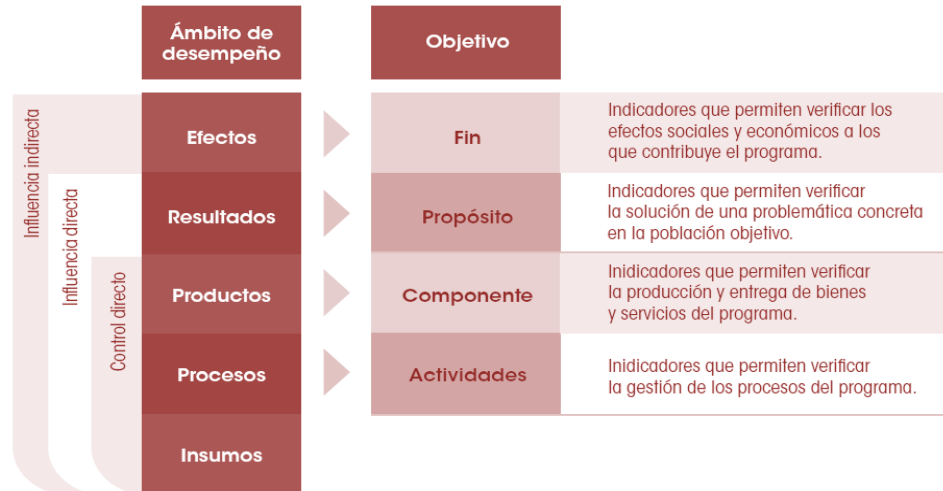 Ámbito de
desempeño
Objetivo
Influencia indirecta
Influencia directa
Control directo
Efectos
Fin
Indicadores que permiten verificar los
efectos sociales y económicos a los
que contribuye el programa.
Resultados
Propósito
Indicadores que permiten verificar
la solución de una problemática concreta
en la población objetivo.
Productos
Componente
Inidicadores que permiten verificar
la producción y entrega de bienes
y servicios del programa.
Procesos
Actividades
Inidicadores que permiten verificar
la gestión de los procesos del programa.
Insumos